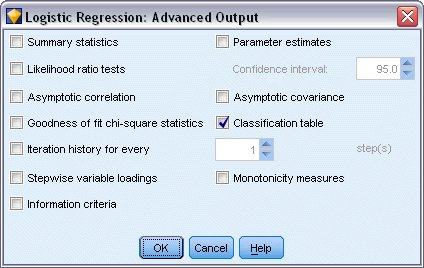 Logistic Regression: Advanced Output
Summary statistics
Parameter estimates
Likelihood ratio tests
Confidence interval: 95.0
Asymptotic correlation
Asymptotic covariance
Goodness of fit chi-square statistics
Classification table
Iteration history for every 1 step(s)
Stepwise variable loadings
Monotonicity measures
Information criteria
OK Cancel Help